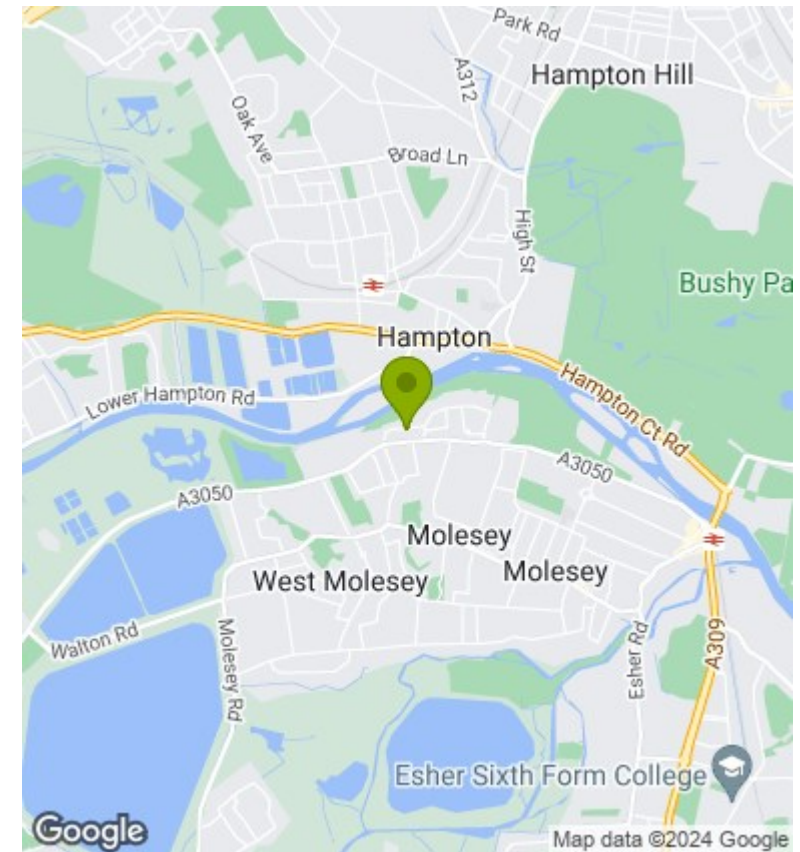 Park Rd
A312
Hampton Hill
Oak Ave
Broad Ln
High St
Bushy Pa
Hampton
Lower Hampton Rd
Hampton Ct Rd
A3050
A3050
Molesey
West Molesey
Molesey
Walton Rd
Molesey Rd
Esher Rd
A309
Esher Sixth Form College
Google
Map data ©2024 Google